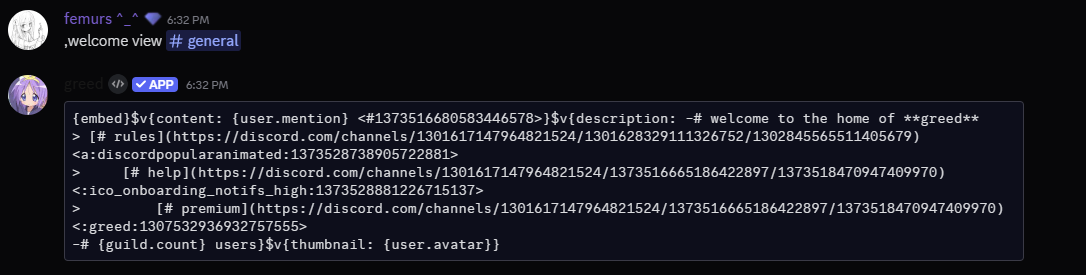 femurs ^_^ 6:32 PM
,welcome view # general
greed </> ✓ APP 6:32 PM
{embed}$v{content: {user.mention} <#1373516680583446578>}$v{description: -# welcome to the home of **greed**
> [# rules](https://discord.com/channels/1301617147964821524/1301628329111326752/1302845565511405679)
<a:discordpopularanimated:1373528738905722881>
>     [# help](https://discord.com/channels/1301617147964821524/1373516665186422897/1373518470947409970)
<:ico_onboarding_notifs_high:1373528881226715137>
>         [# premium](https://discord.com/channels/1301617147964821524/1373516665186422897/1373518470947409970)
<:greed:1307532936932757555>
-# {guild.count} users}$v{thumbnail: {user.avatar}}